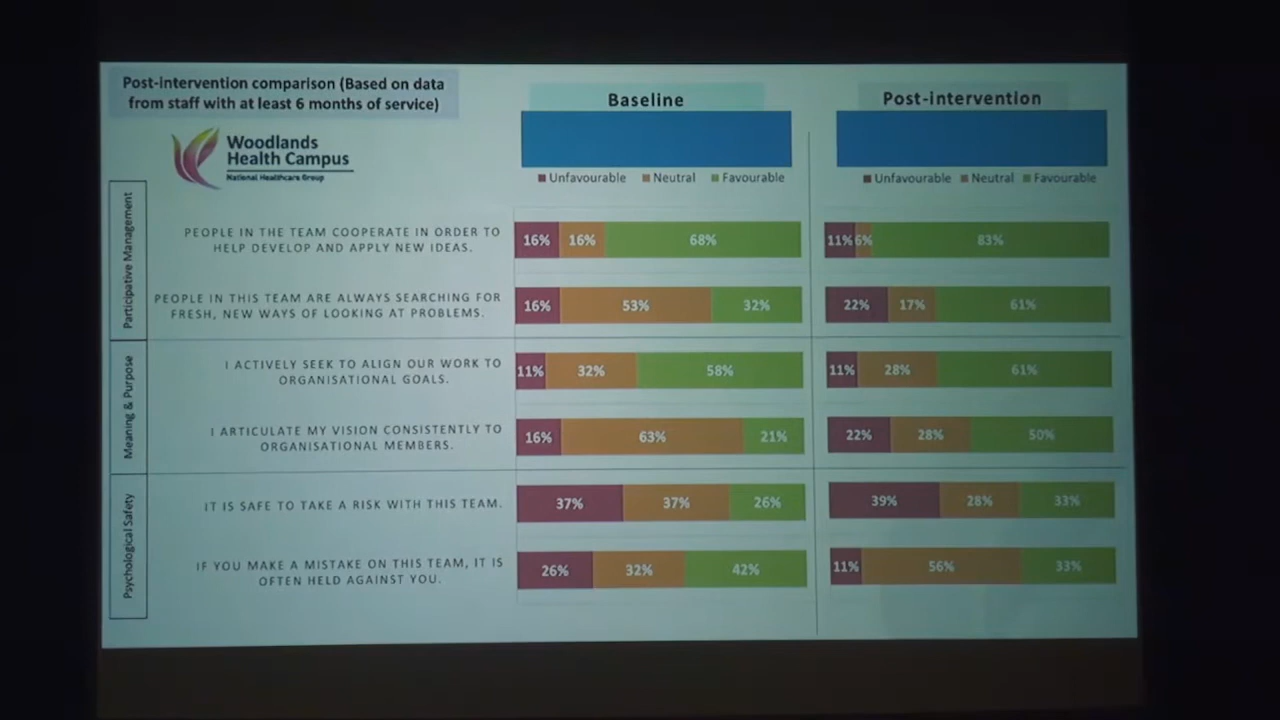 Post-intervention comparison (Based on data
from staff with at least 6 months of service)
Woodlands
Health Campus
National Healthcare Group
Baseline
Unfavourable Neutral Favourable
Post-intervention
Unfavourable Neutral Favourable
Participative Management
PEOPLE IN THE TEAM COOPERATE IN ORDER TO
HELP DEVELOP AND APPLY NEW IDEAS.
16% 16% 68%
11% 6% 83%
PEOPLE IN THIS TEAM ARE ALWAYS SEARCHING FOR
FRESH, NEW WAYS OF LOOKING AT PROBLEMS.
16% 53% 32%
22% 17% 61%
Meaning & Purpose
I ACTIVELY SEEK TO ALIGN OUR WORK TO
ORGANISATIONAL GOALS.
11% 32% 58%
11% 28% 61%
I ARTICULATE MY VISION CONSISTENTLY TO
ORGANISATIONAL MEMBERS.
16% 63% 21%
22% 28% 50%
Psychological Safety
IT IS SAFE TO TAKE A RISK WITH THIS TEAM.
37% 37% 26%
39% 28% 33%
IF YOU MAKE A MISTAKE ON THIS TEAM, IT IS
OFTEN HELD AGAINST YOU.
26% 32% 42%
11% 56% 33%